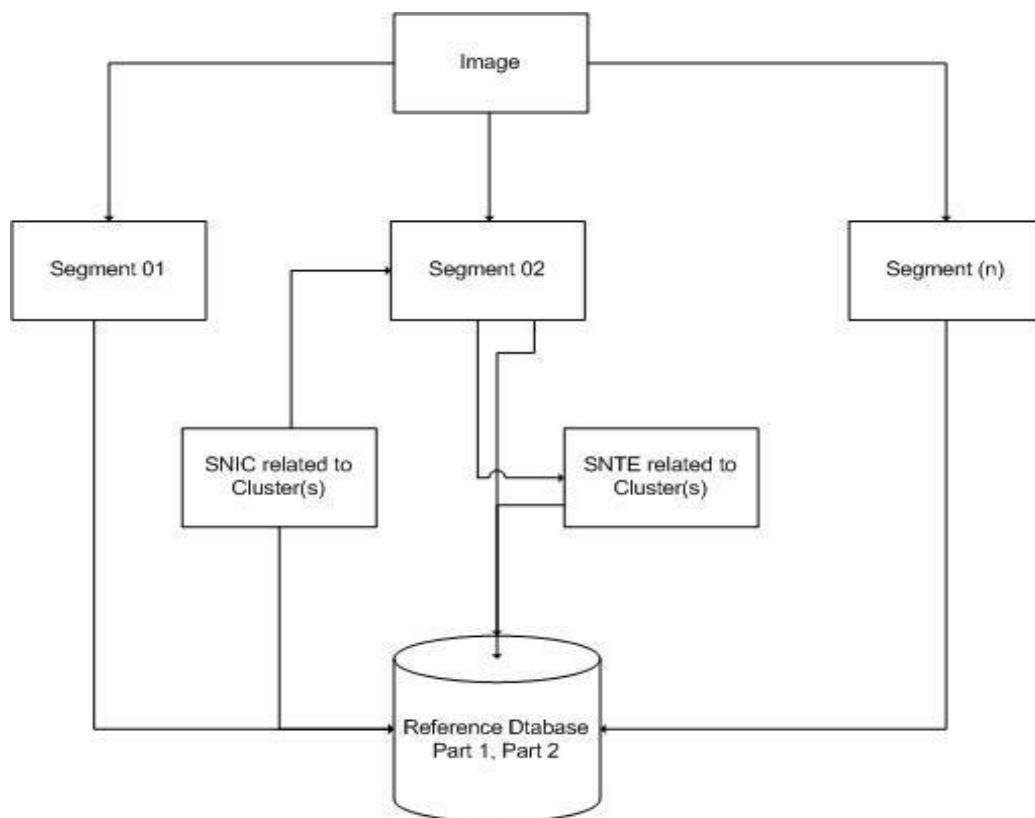 Image
Segment 01
Segment 02
Segment (n)
SNIC related to
Cluster(s)
SNTE related to
Cluster(s)
Reference Dtabase
Part 1, Part 2